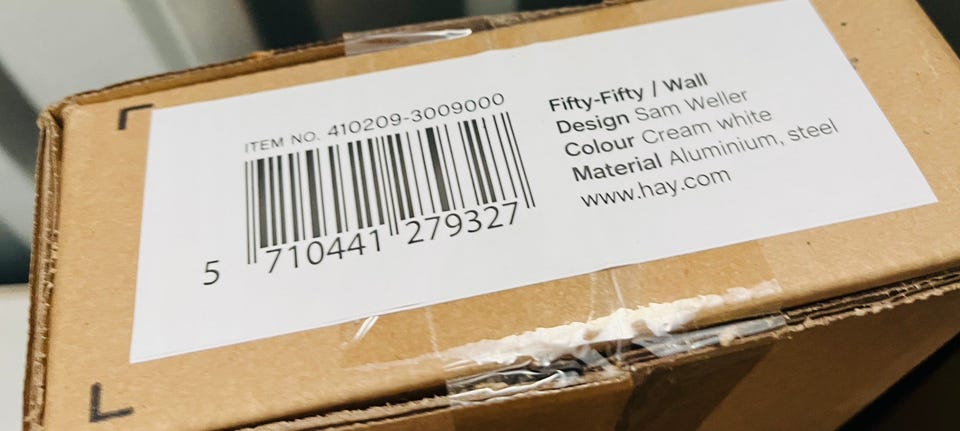 ITEM NO. 410209-3009000
5 710441 279327
Fifty-Fifty / Wall
Design Sam Weller
Colour Cream white
Material Aluminium, steel
www.hay.com